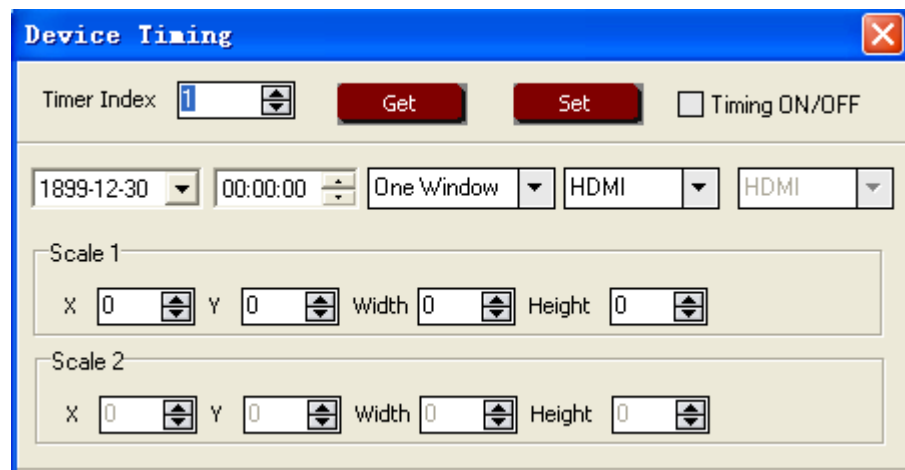 Device Timing
Timer Index 1 Get Set Timing ON/OFF
1899-12-30 00:00:00 One Window HDMI HDMI
Scale 1
X 0 Y 0 Width 0 Height 0
Scale 2
X 0 Y 0 Width 0 Height 0